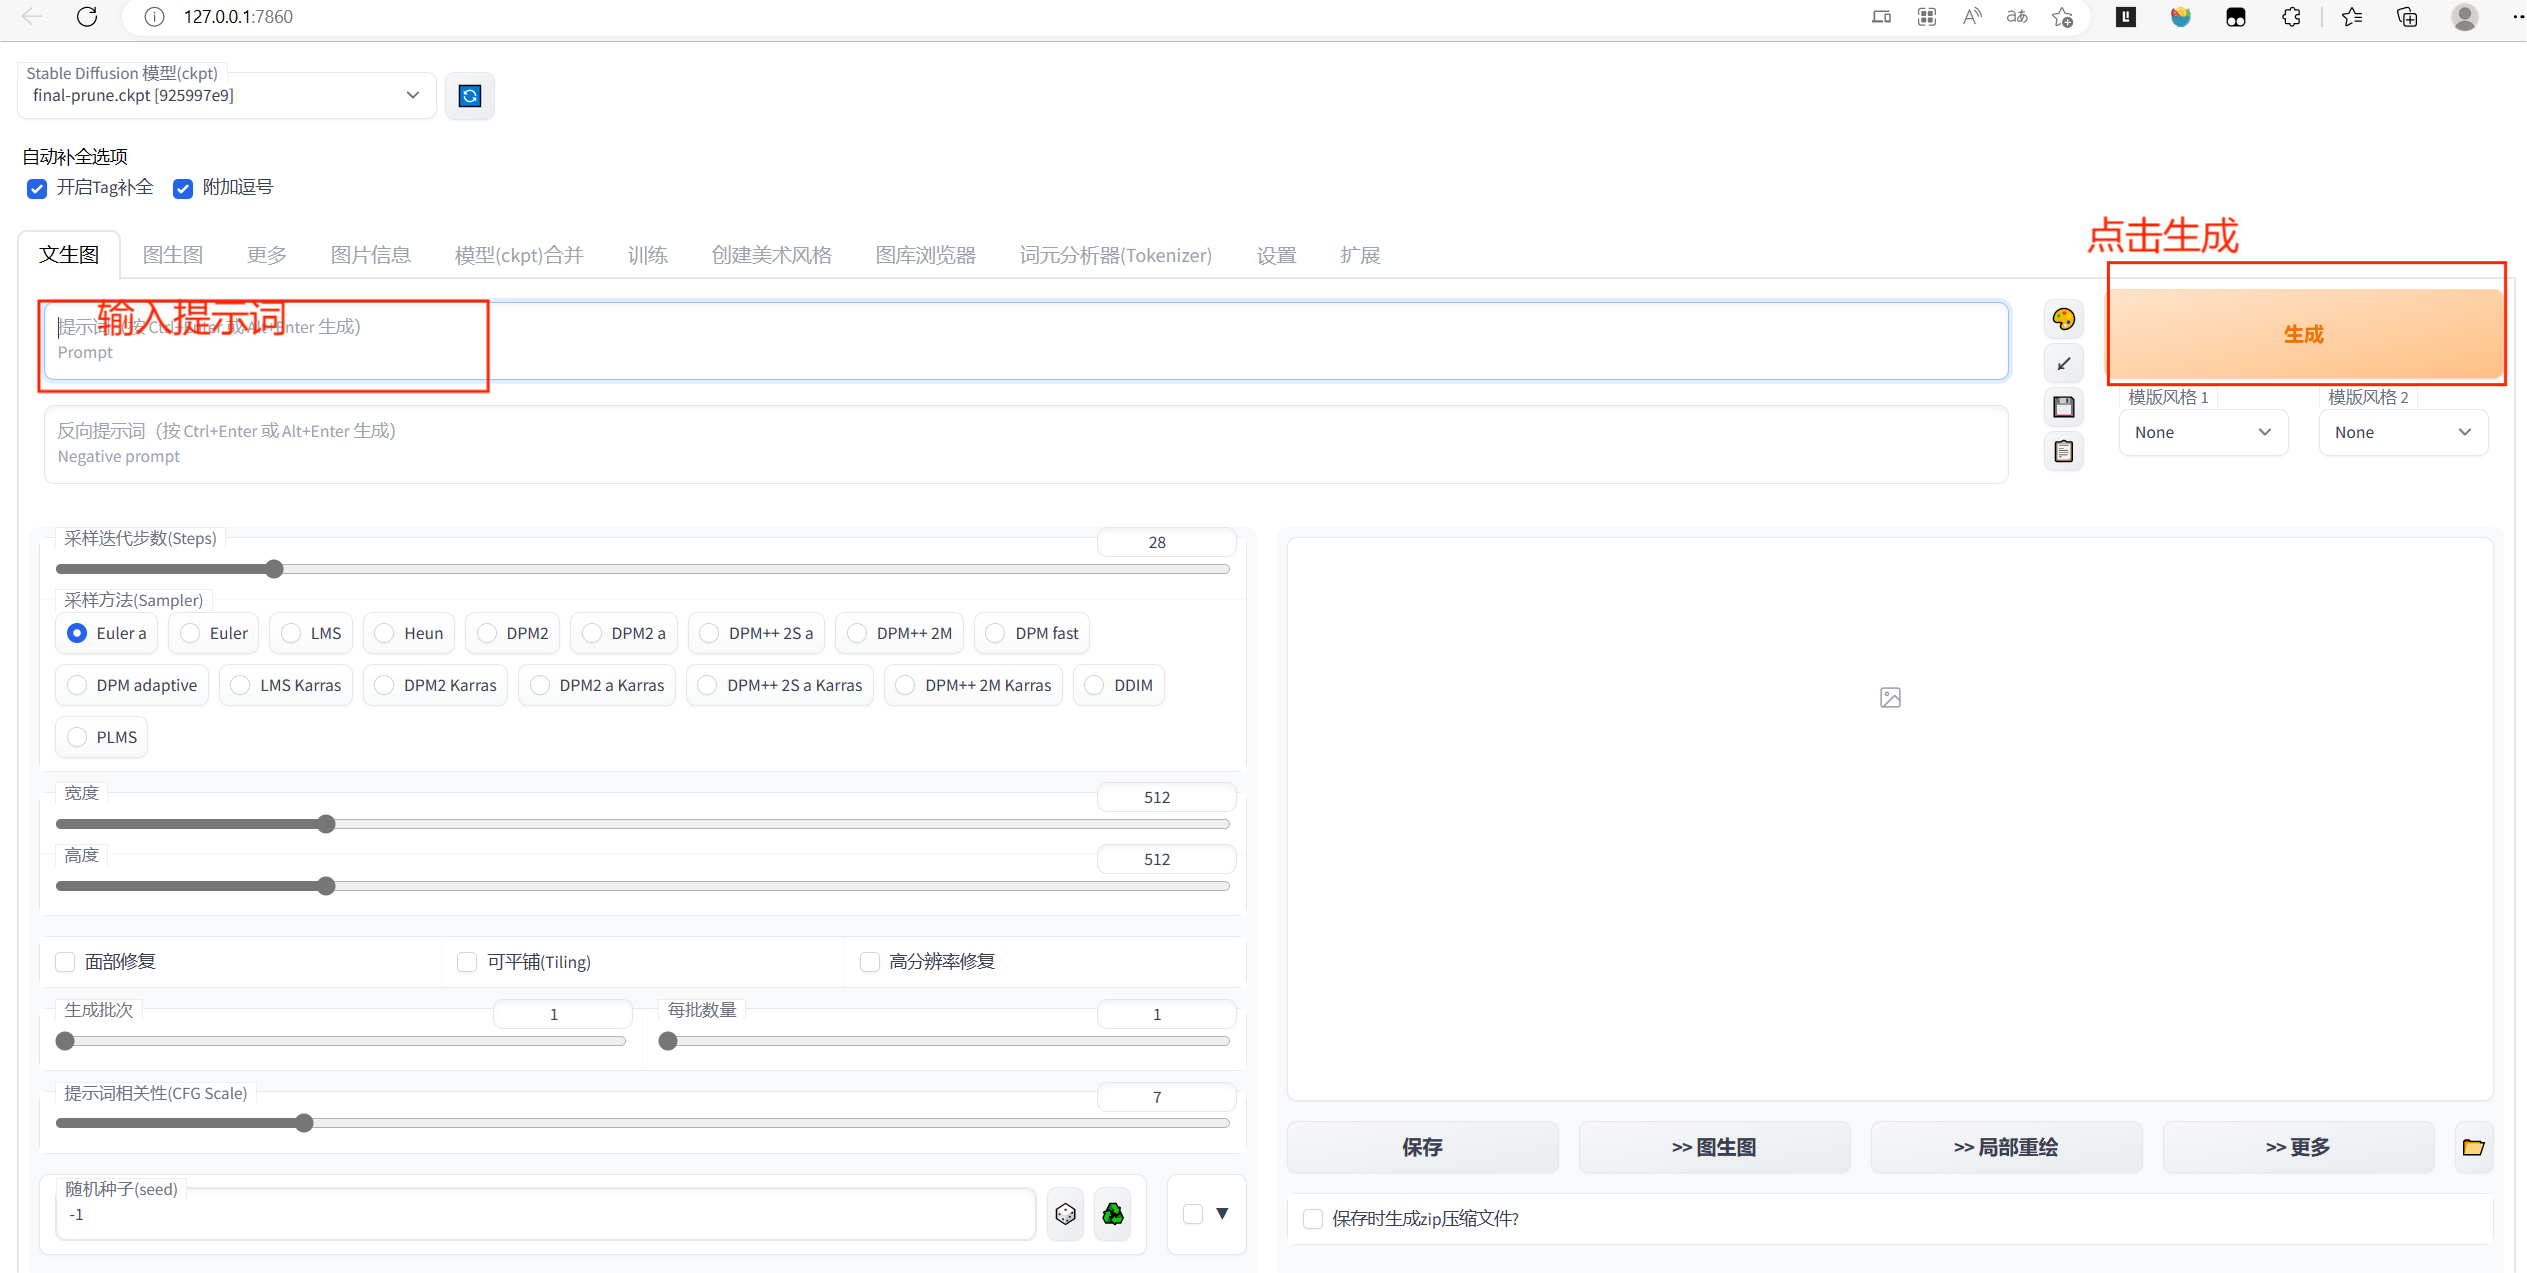 127.0.0.1:7860
Stable Diffusion 模型(ckpt)
final-prune.ckpt [925997e9]
自动补全选项
开启Tag补全 附加逗号
点击生成
文生图 图生图 更多 图片信息 模型(ckpt)合并 训练 创建美术风格 图库浏览器 词元分析器(Tokenizer) 设置 扩展
输入提示词
提示词（按 Ctrl+Enter 或 Alt+Enter 生成）
Prompt
生成
反向提示词（按 Ctrl+Enter 或 Alt+Enter 生成）
Negative prompt
模版风格 1 模版风格 2
None None
采样迭代步数(Steps) 28
采样方法(Sampler)
Euler a Euler LMS Heun DPM2 DPM2 a DPM++ 2S a DPM++ 2M DPM fast
DPM adaptive LMS Karras DPM2 Karras DPM2 a Karras DPM++ 2S a Karras DPM++ 2M Karras DDIM
PLMS
宽度 512
高度 512
面部修复 可平铺(Tiling) 高分辨率修复
生成批次 1 每批数量 1
提示词相关性(CFG Scale) 7
随机种子(seed)
-1
保存 >> 图生图 >> 局部重绘 >> 更多
保存时生成zip压缩文件?